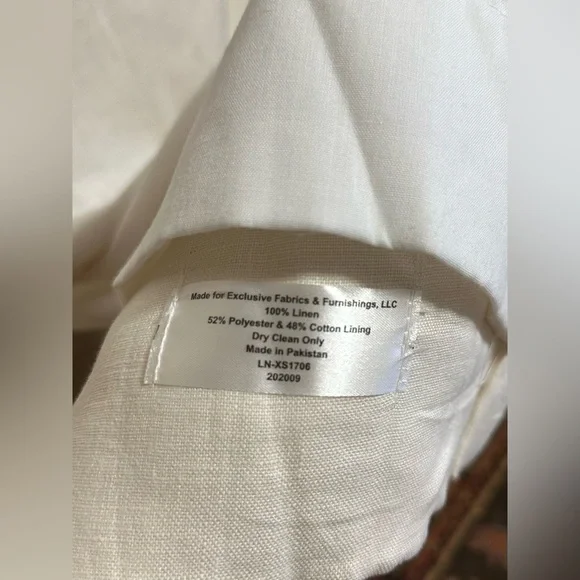 Made for Exclusive Fabrics & Furnishings, LLC
100% Linen
52% Polyester & 48% Cotton Lining
Dry Clean Only
Made in Pakistan
LN-XS1706
202009